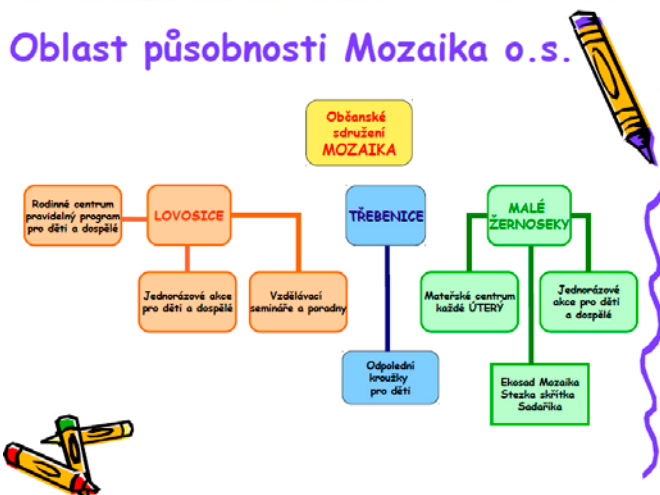 Oblast působnosti Mozaika o.s.
Občanské
sdružení
MOZAIKA
Rodinné centrum
pravidelný program
pro děti a dospělé
LOVOSICE
TŘEBENICE
MALÉ
ŽERNOSEKY
Jednorázové akce
pro děti a dospělé
Vzdělávací
semináře a poradny
Mateřské centrum
každé ÚTERÝ
Jednorázové
akce pro děti
a dospělé
Odpolední
kroužky
pro děti
Ekosad Mozaika
Stezka skřítka
Sadaříka